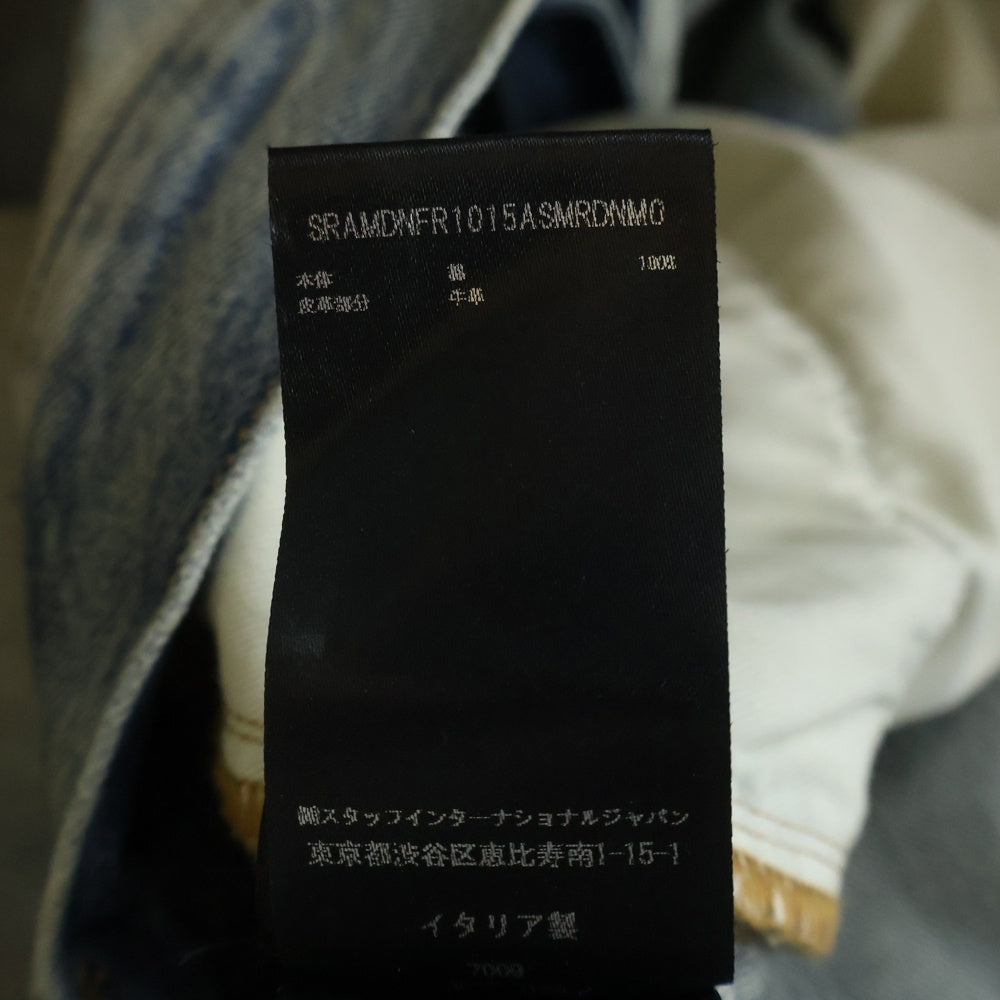 SRAMDNFR1015ASMRDNMG
本体 綿 100%
皮革部分 牛革
㈱スタッフインターナショナルジャパン
東京都渋谷区恵比寿南1-15-1
イタリア製